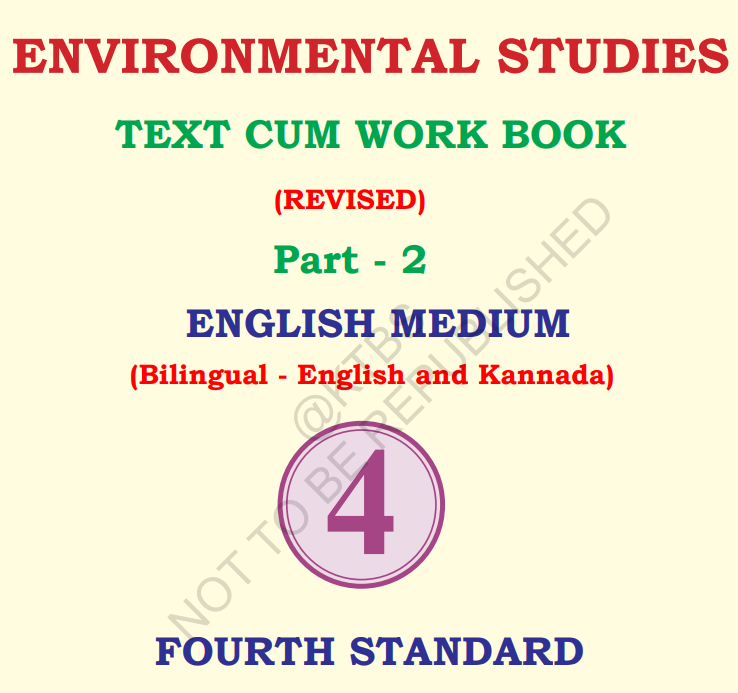 ENVIRONMENTAL STUDIES
TEXT CUM WORK BOOK
(REVISED)
Part - 2
ENGLISH MEDIUM
(Bilingual - English and Kannada)
@KTBS
NOT TO BE REPUBLISHED
4
FOURTH STANDARD